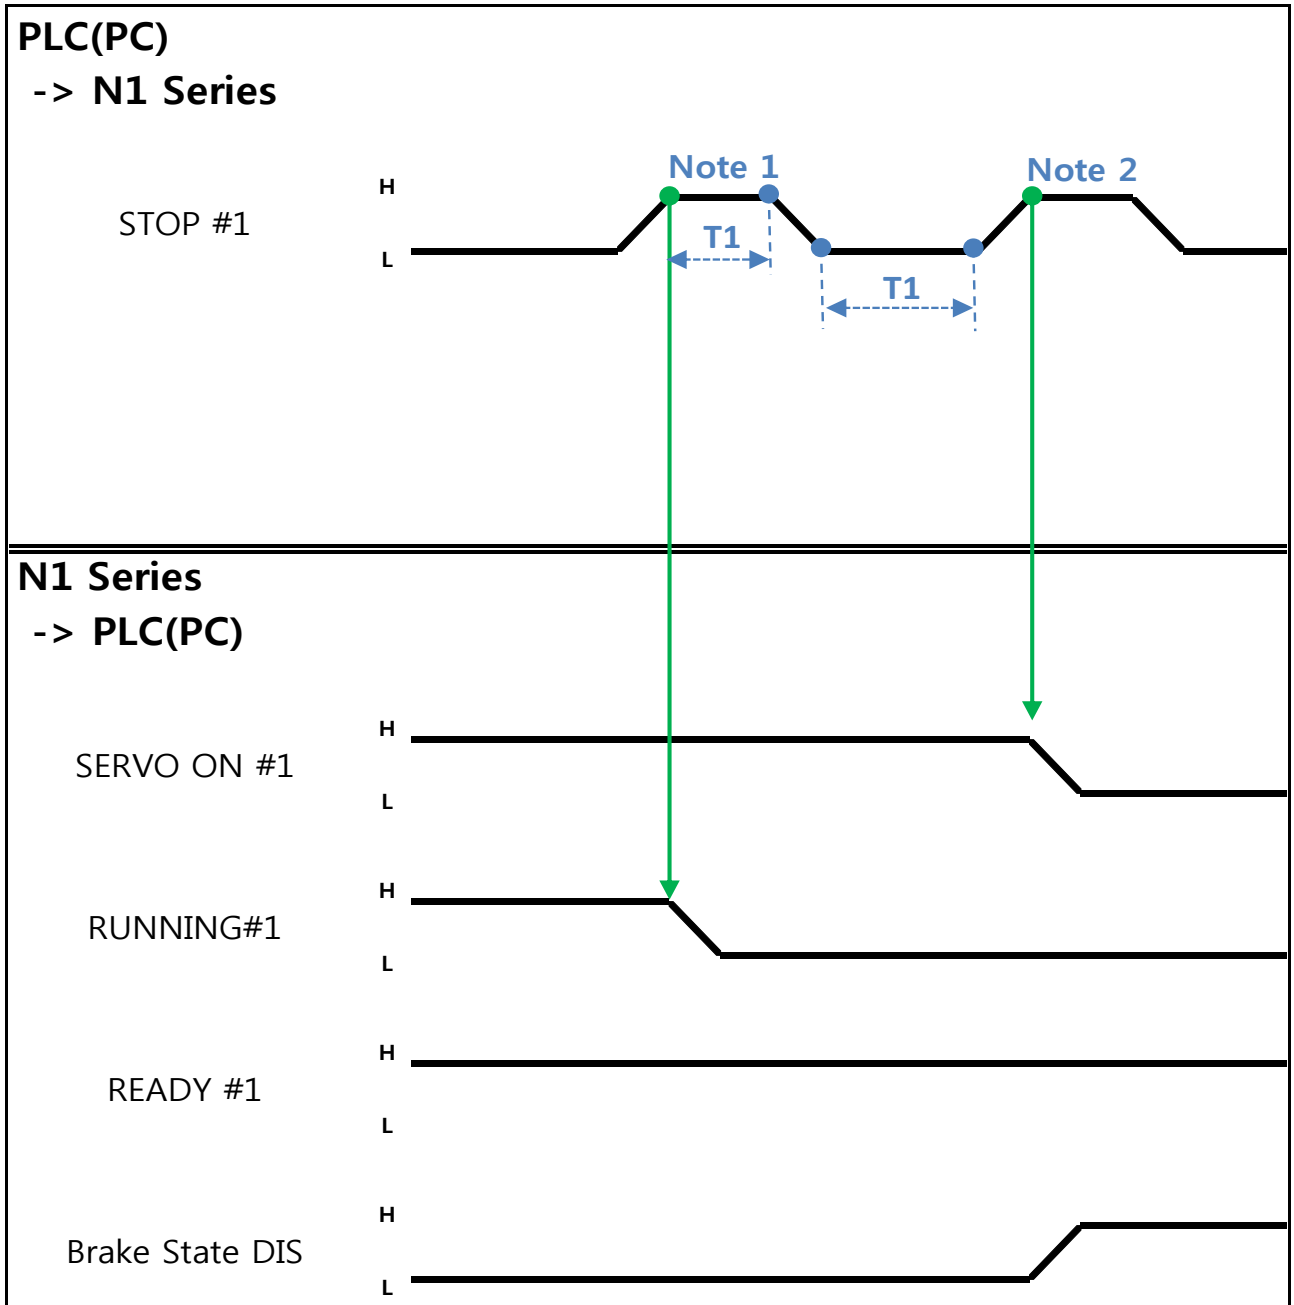 PLC(PC)
-> N1 Series
Note 1
Note 2
H
STOP #1
T1
L
T1
N1 Series
-> PLC(PC)
H
SERVO ON #1
L
H
RUNNING#1
L
H
READY #1
L
H
Brake State DIS
L